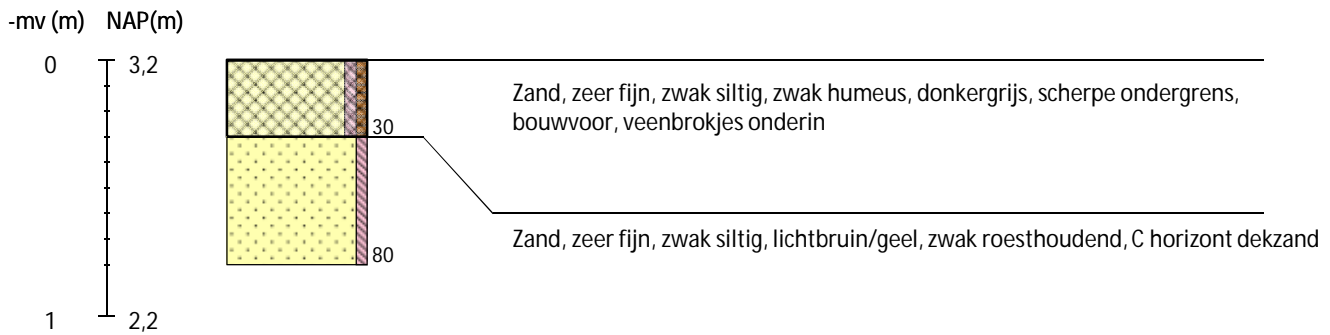 -mv (m) NAP(m)
0 3,2
Zand, zeer fijn, zwak siltig, zwak humeus, donkergrijs, scherpe ondergrens,
bouwvoor, veenbrokjes onderin
30
Zand, zeer fijn, zwak siltig, lichtbruin/geel, zwak roesthoudend, C horizont dekzand
80
1 2,2